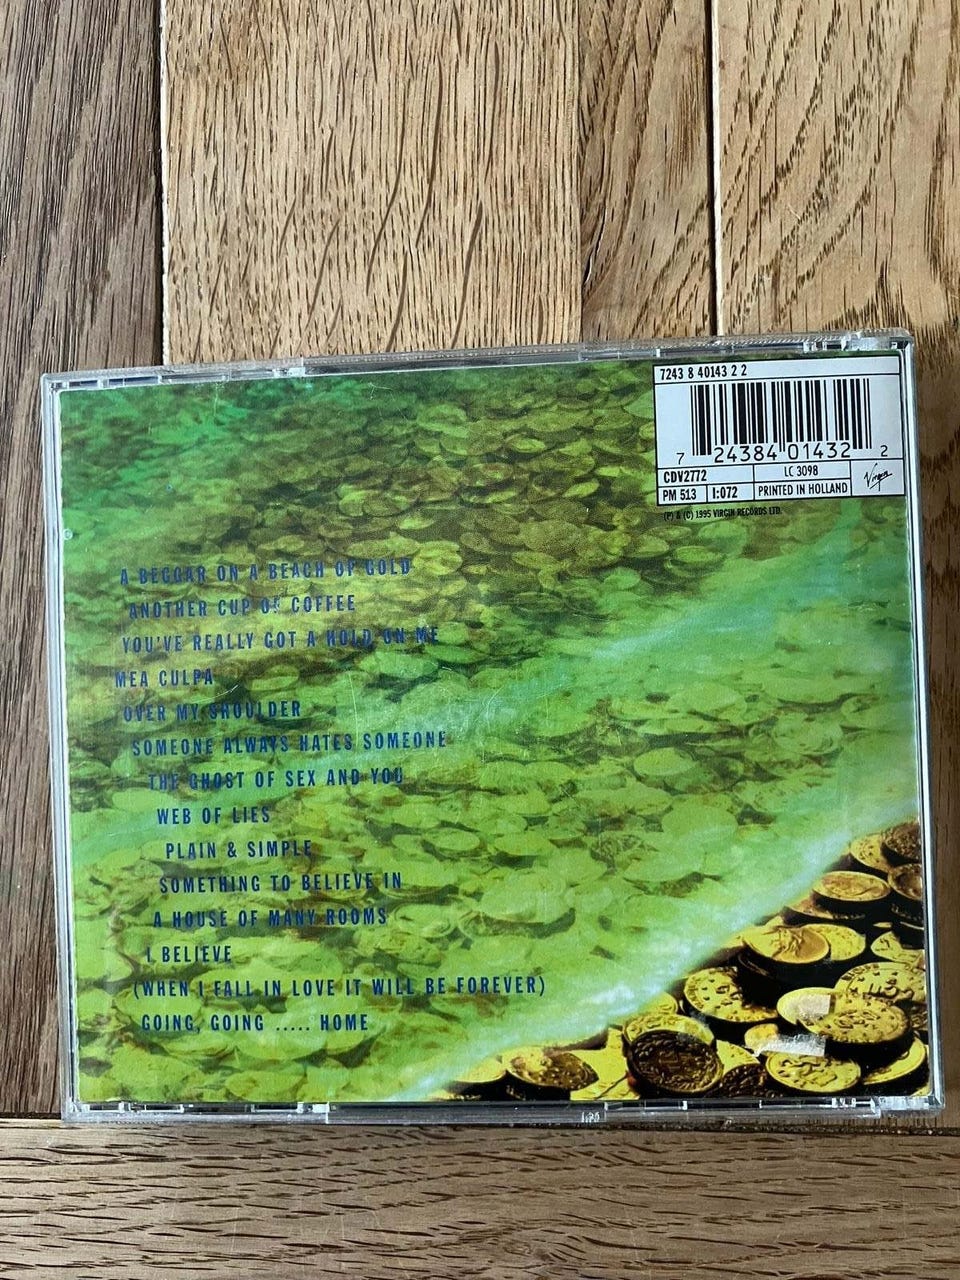 7243 8 40143 2 2
7 24384 01432 2
CDV2772
LC 3098
PM 513
I:072
PRINTED IN HOLLAND
Virgin
(P) & (C) 1995 VIRGIN RECORDS LTD.
A BEGGAR ON A BEACH OF GOLD
ANOTHER CUP OF COFFEE
YOU'VE REALLY GOT A HOLD ON ME
MEA CULPA
OVER MY SHOULDER
SOMEONE ALWAYS HATES SOMEONE
THE GHOST OF SEX AND YOU
WEB OF LIES
PLAIN & SIMPLE
SOMETHING TO BELIEVE IN
A HOUSE OF MANY ROOMS
I BELIEVE
(WHEN I FALL IN LOVE IT WILL BE FOREVER)
GOING, GOING ..... HOME